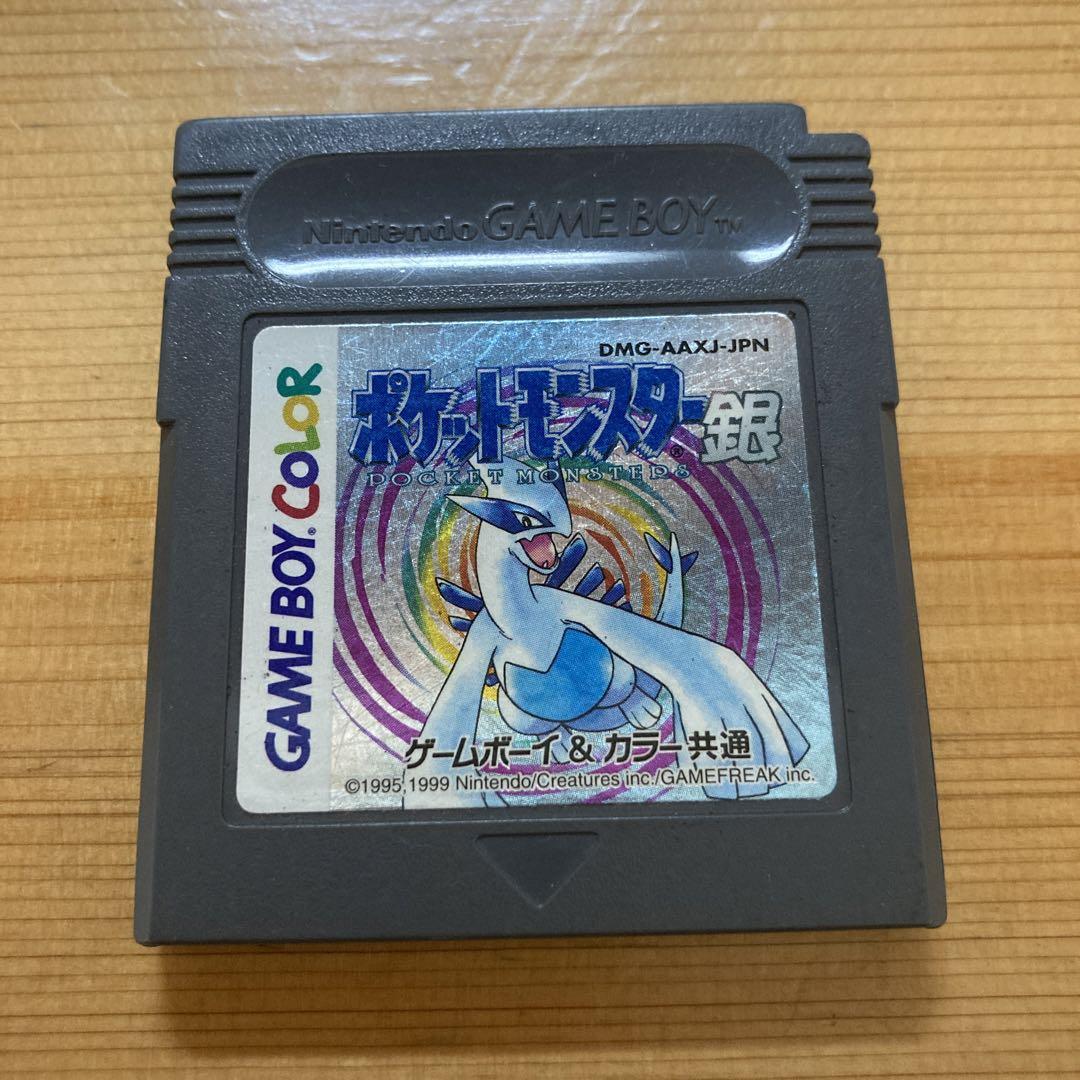 Nintendo GAME BOY TM
DMG-AAXJ-JPN
GAME BOY® COLOR
ポケットモンスター® 銀
POCKET MONSTERS
ゲームボーイ & カラー共通
©1995,1999 Nintendo/Creatures inc./GAMEFREAK inc.